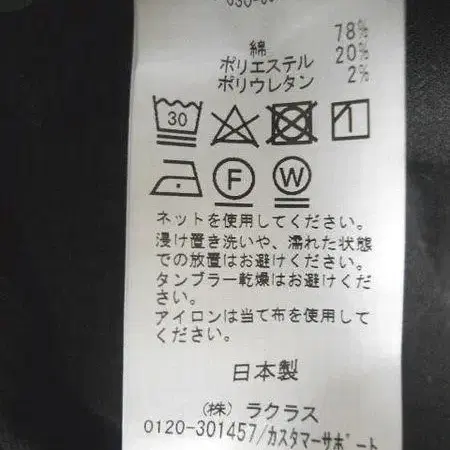 78%
綿 20%
ポリエステル 2%
ポリウレタン
30
F W
ネットを使用してください。
浸け置き洗いや、濡れた状態
での放置はお避けください。
タンブラー乾燥はお避けくだ
さい。
アイロンは当て布を使用して
ください。
日本製
(株) ラクラス
0120-301457/カスタマーサポート